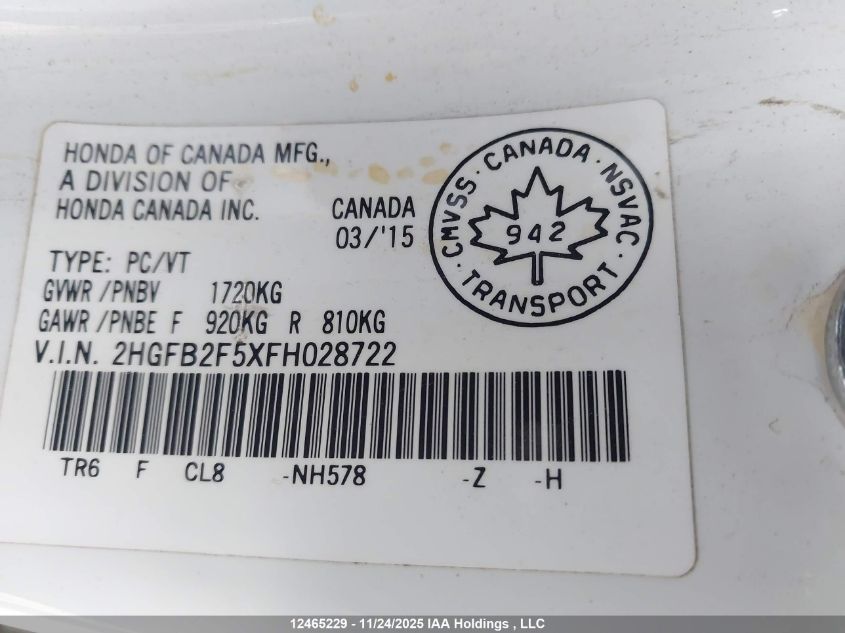 HONDA OF CANADA MFG.,
A DIVISION OF
HONDA CANADA INC.
CANADA
03/'15
CMVSS · CANADA · NSVAC · TRANSPORT ·
942
TYPE: PC/VT
GVWR /PNBV 1720KG
GAWR /PNBE F 920KG R 810KG
V.I.N. 2HGFB2F5XFH028722
TR6 F CL8 -NH578 -Z -H
12465229 - 11/24/2025 IAA Holdings , LLC